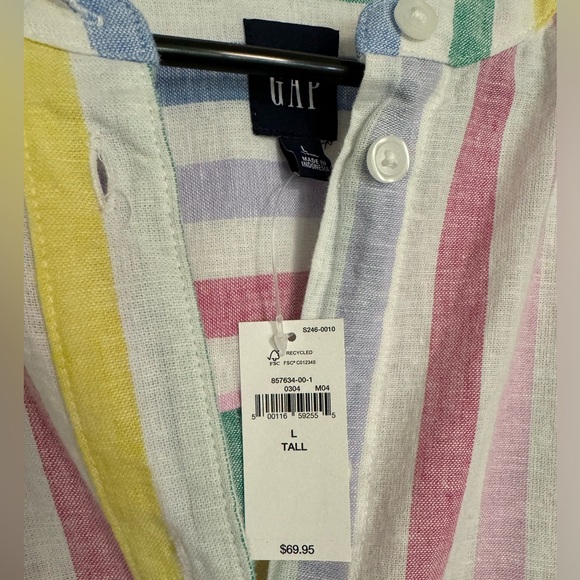 GAP
L
MADE IN
INDONESIA
S246-0010
FSC
RECYCLED
FSC® C012348
857634-00-1
0304 M04
5 00116 59255 5
L
TALL
$69.95